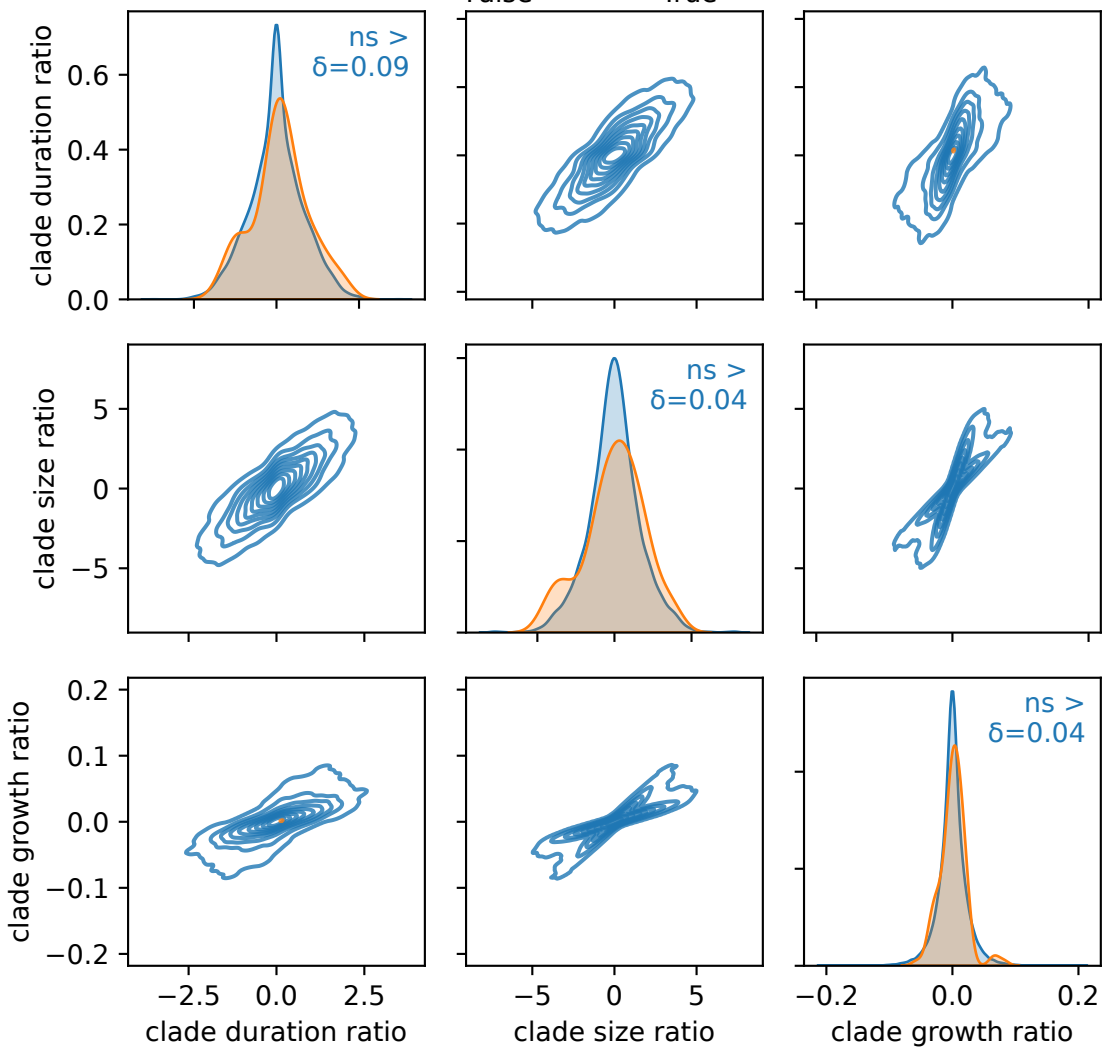 True
ns >
δ=0.09
clade duration ratio
0.6
0.4
0.2
0.0
ns >
δ=0.04
clade size ratio
5
0
−5
ns >
δ=0.04
clade growth ratio
0.2
0.1
0.0
−0.1
−0.2
−2.5 0.0 2.5
−5 0 5
−0.2 0.0 0.2
clade duration ratio
clade size ratio
clade growth ratio